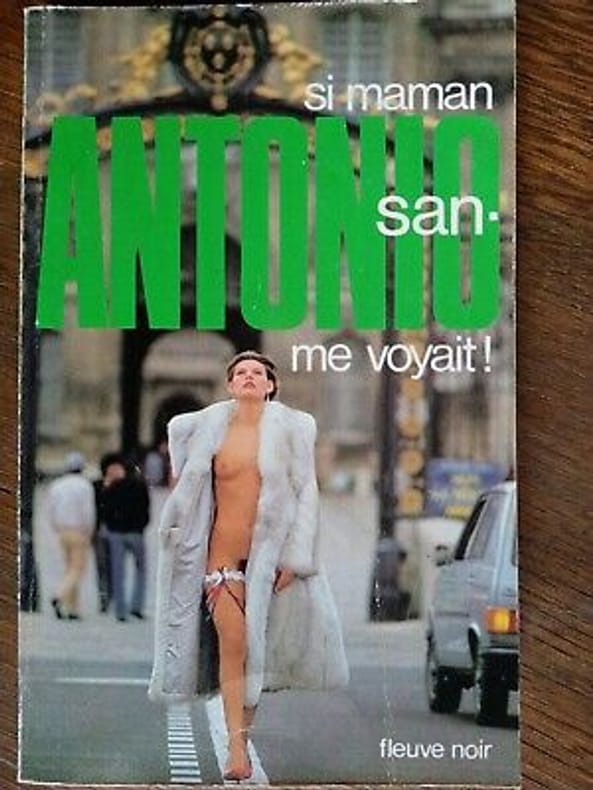 si maman
ANTONIO
san-
me voyait!
fleuve noir